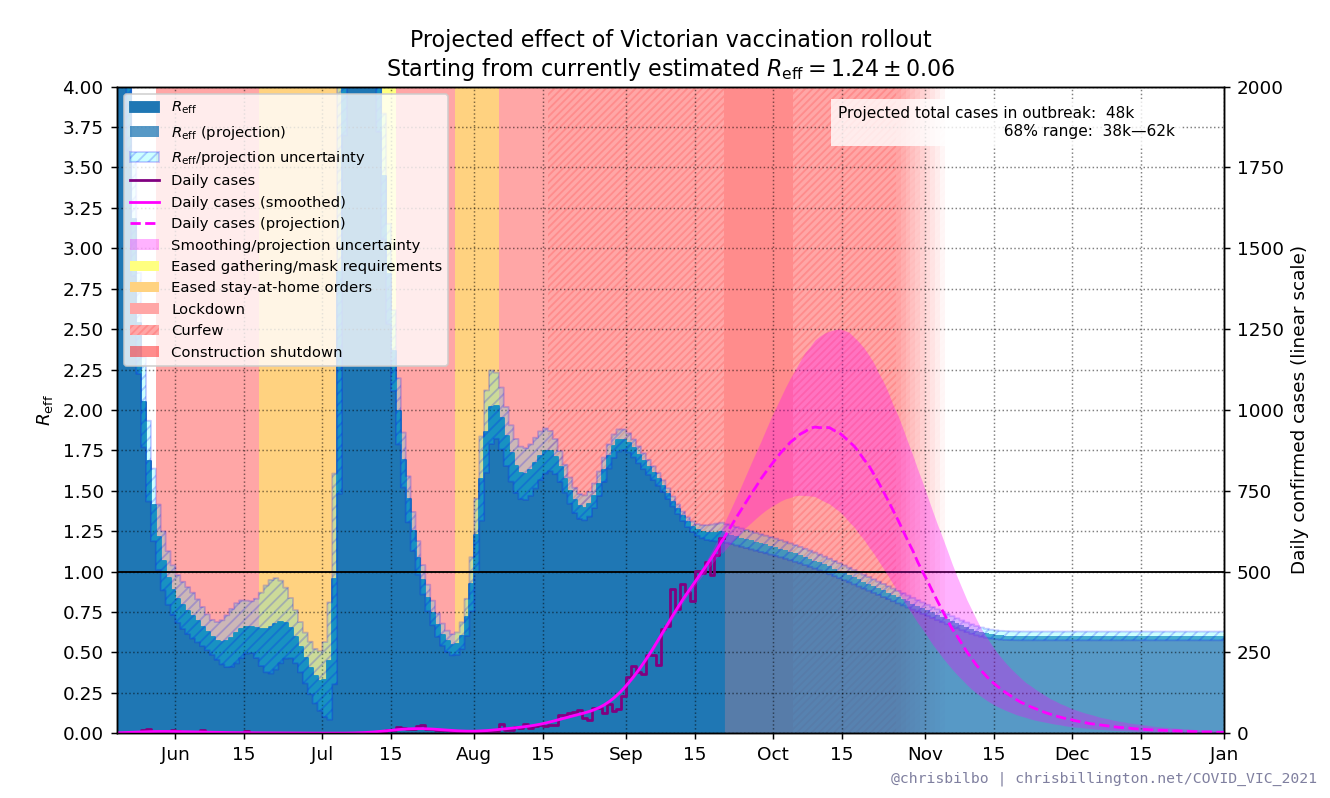 Projected effect of Victorian vaccination rollout
Starting from currently estimated R_eff = 1.24 ± 0.06
4.00
3.75
3.50
3.25
3.00
2.75
2.50
2.25
2.00
1.75
1.50
1.25
1.00
0.75
0.50
0.25
0.00
R_eff
R_eff
R_eff (projection)
R_eff/projection uncertainty
Daily cases
Daily cases (smoothed)
Daily cases (projection)
Smoothing/projection uncertainty
Eased gathering/mask requirements
Eased stay-at-home orders
Lockdown
Curfew
Construction shutdown
Projected total cases in outbreak: 48k
68% range: 38k—62k
2000
1750
1500
1250
1000
750
500
250
0
Daily confirmed cases (linear scale)
Jun 15 Jul 15 Aug 15 Sep 15 Oct 15 Nov 15 Dec 15 Jan
@chrisbilbo | chrisbillington.net/COVID_VIC_2021